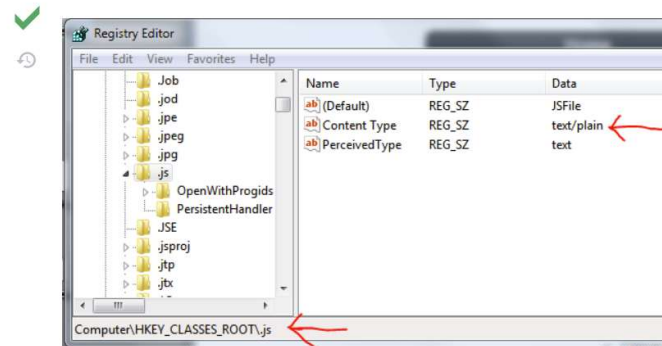 Registry Editor
File Edit View Favorites Help
.Job
.jod
.jpe
.jpeg
.jpg
.js
OpenWithProgids
PersistentHandler
.JSE
.jsproj
.jtp
.jtx
Name Type Data
(Default) REG_SZ JSFile
Content Type REG_SZ text/plain
PerceivedType REG_SZ text
Computer\HKEY_CLASSES_ROOT\.js